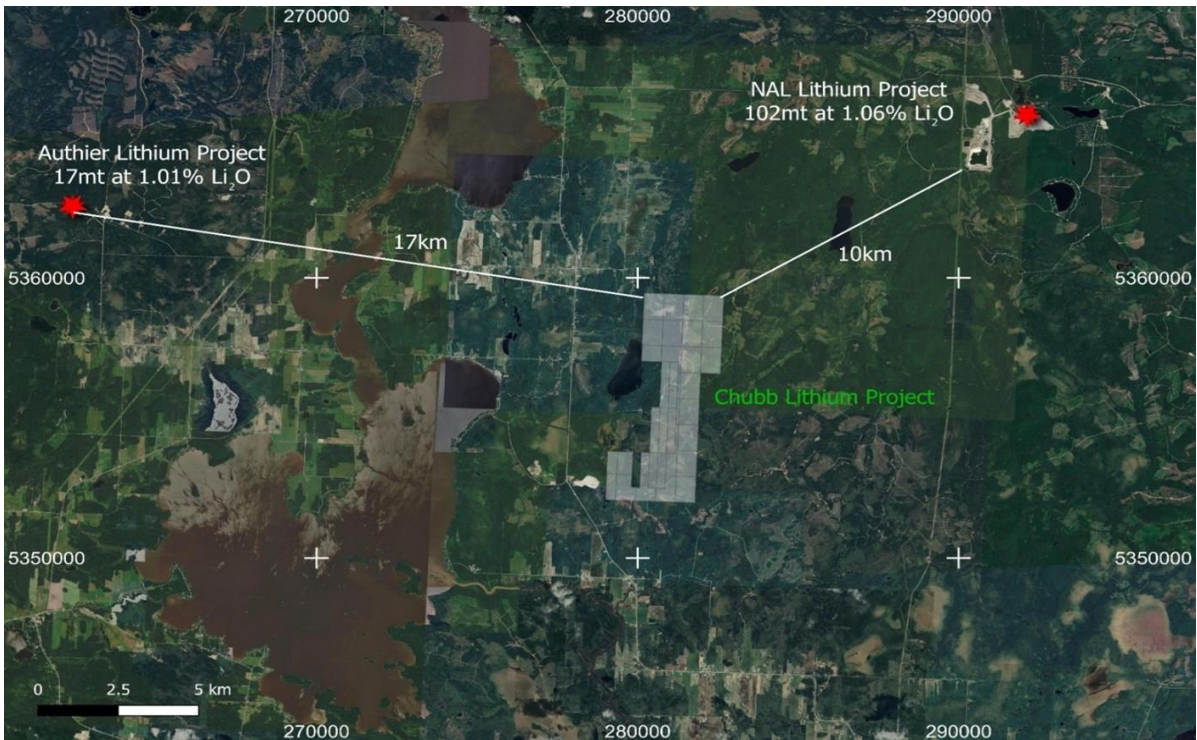 270000 280000 290000
NAL Lithium Project
102mt at 1.06% Li₂O
Authier Lithium Project
17mt at 1.01% Li₂O
17km
10km
5360000 5360000
Chubb Lithium Project
5350000 5350000
0 2.5 5 km
270000 280000 290000